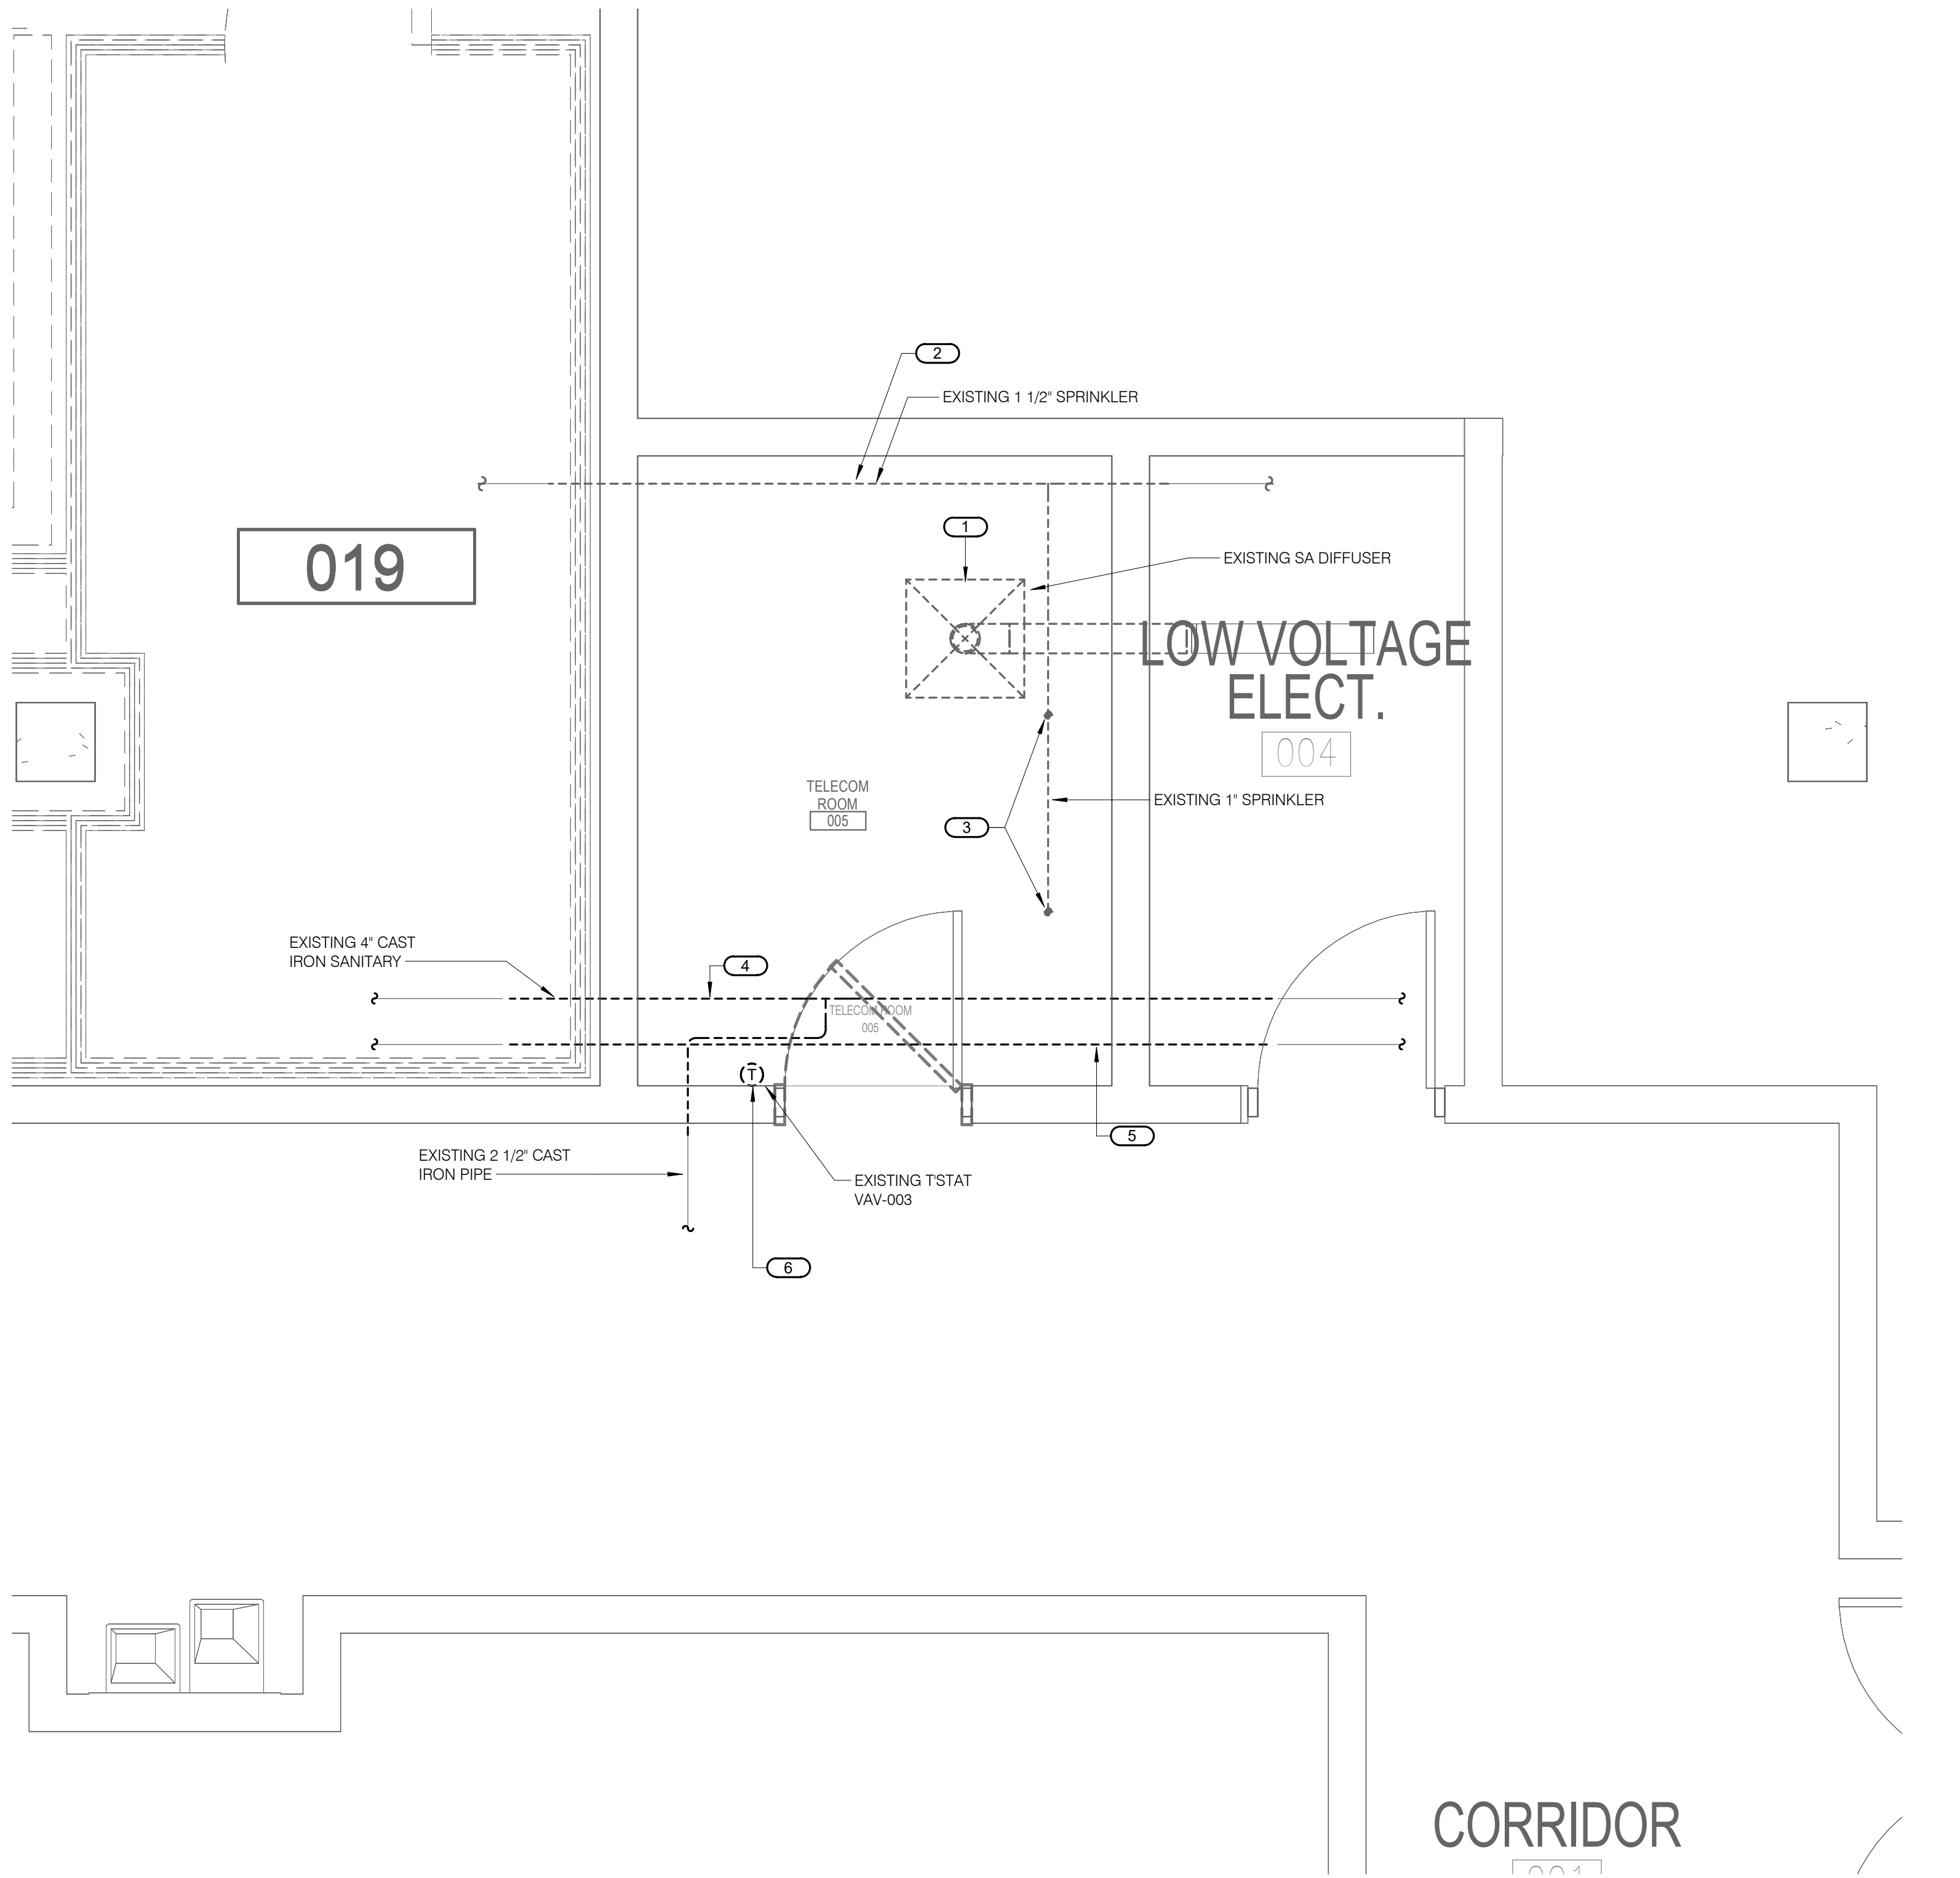 2
EXISTING 1 1/2" SPRINKLER
019
1
EXISTING SA DIFFUSER
LOW VOLTAGE
ELECT.
004
TELECOM
ROOM
005
EXISTING 1" SPRINKLER
3
EXISTING 4" CAST
IRON SANITARY
4
TELECOM ROOM
005
T
5
EXISTING 2 1/2" CAST
IRON PIPE
EXISTING T'STAT
VAV-003
6
CORRIDOR